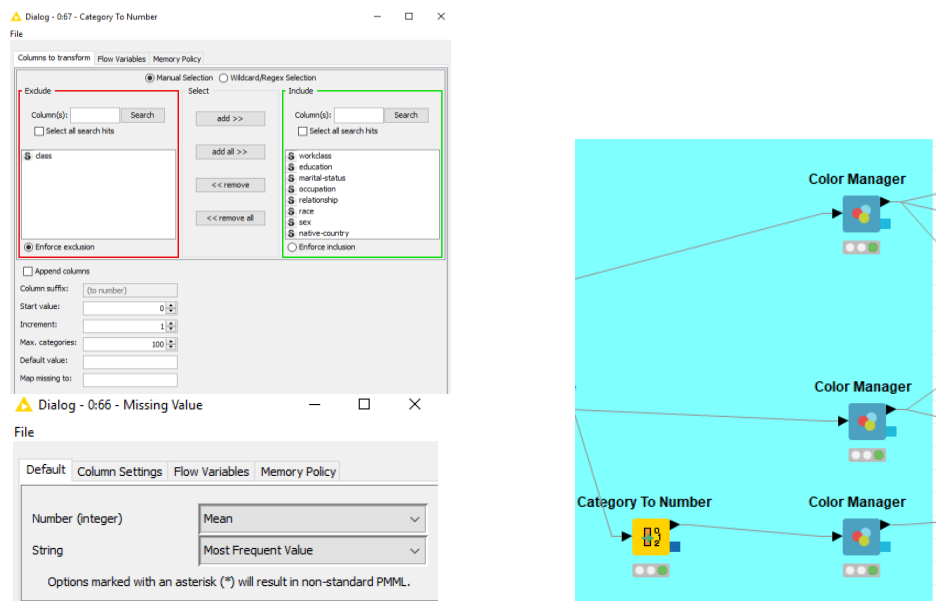 Dialog - 0:67 - Category To Number
File
Columns to transform Flow Variables Memory Policy
Manual Selection Wildcard/Regex Selection
Exclude
Select
Include
Column(s): Search
Select all search hits
add >>
add all >>
<< remove
<< remove all
Column(s): Search
Select all search hits
S class
S workclass
S education
S marital-status
S occupation
S relationship
S race
S sex
S native-country
Enforce exclusion
Enforce inclusion
Append columns
Column suffix: (to number)
Start value: 0
Increment: 1
Max. categories: 100
Default value:
Map missing to:
Dialog - 0:66 - Missing Value
File
Default Column Settings Flow Variables Memory Policy
Number (integer) Mean
String Most Frequent Value
Options marked with an asterisk (*) will result in non-standard PMML.
Color Manager
Color Manager
Category To Number
Color Manager